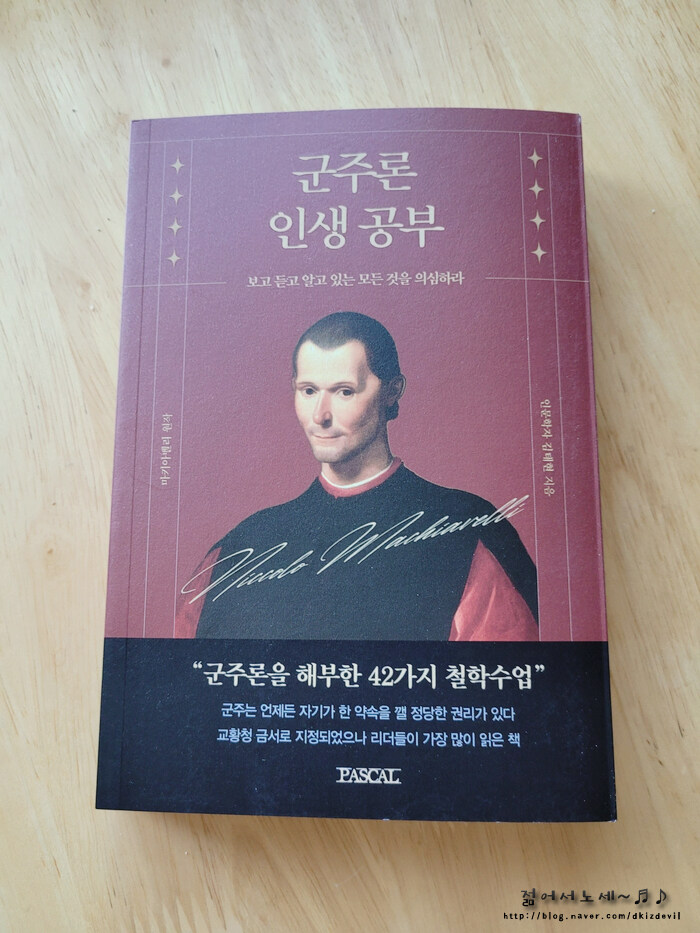 군주론
인생 공부
보고 듣고 알고 있는 모든 것을 의심하라
마키아벨리 원작
인문학자 김태현 지음
Niccolo Machiavelli
“군주론을 해부한 42가지 철학수업”
군주는 언제든 자기가 한 약속을 깰 정당한 권리가 있다
교황청 금서로 지정되었으나 리더들이 가장 많이 읽은 책
PASCAL
젊어서노세~♬♪
http://blog.naver.com/dkizdevil